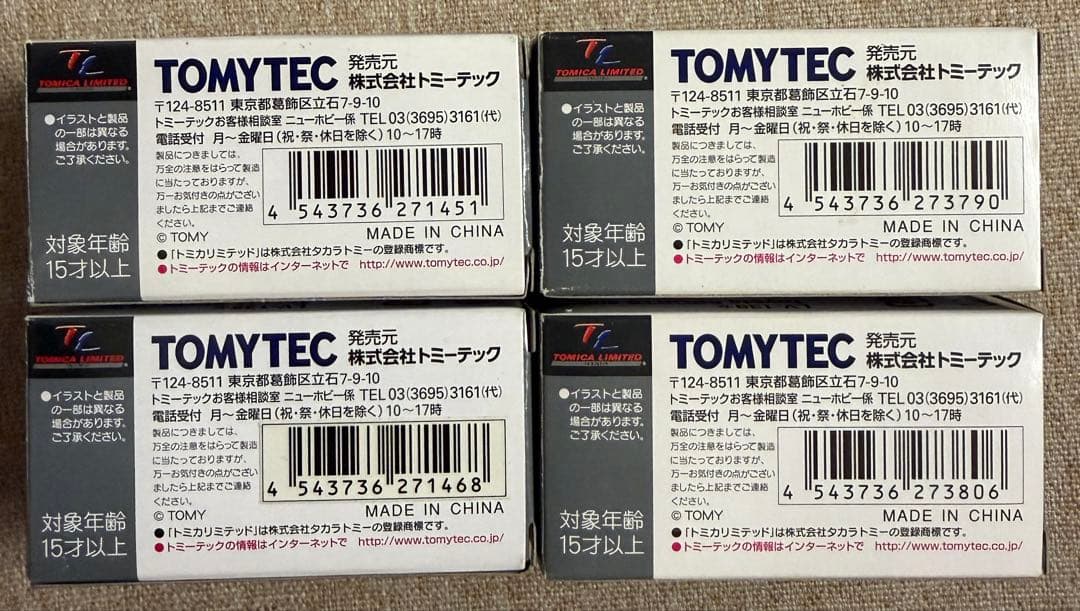 TL
TOMICA LIMITED
●イラストと製品
の一部は異なる
場合があります。
ご了承ください。
対象年齢
15才以上
TOMYTEC 発売元
株式会社トミーテック
〒124-8511 東京都葛飾区立石7-9-10
トミーテックお客様相談室 ニューホビー係 TEL 03(3695)3161(代)
電話受付 月〜金曜日(祝・祭・休日を除く) 10〜17時
製品につきましては、
万全の注意をはらって製造
に当たっておりますが、
万一お気付きの点がござい
ましたら上記までご連絡
ください。
© TOMY
4 543736 271451
MADE IN CHINA
●「トミカリミテッド」は株式会社タカラトミーの登録商標です。
●トミーテックの情報はインターネットで http://www.tomytec.co.jp/
TL
TOMICA LIMITED
●イラストと製品
の一部は異なる
場合があります。
ご了承ください。
対象年齢
15才以上
TOMYTEC 発売元
株式会社トミーテック
〒124-8511 東京都葛飾区立石7-9-10
トミーテックお客様相談室 ニューホビー係 TEL 03(3695)3161(代)
電話受付 月〜金曜日(祝・祭・休日を除く) 10〜17時
製品につきましては、
万全の注意をはらって製造
に当たっておりますが、
万一お気付きの点がござい
ましたら上記までご連絡
ください。
© TOMY
4 543736 273790
MADE IN CHINA
●「トミカリミテッド」は株式会社タカラトミーの登録商標です。
●トミーテックの情報はインターネットで http://www.tomytec.co.jp/
TL
TOMICA LIMITED
●イラストと製品
の一部は異なる
場合があります。
ご了承ください。
対象年齢
15才以上
TOMYTEC 発売元
株式会社トミーテック
〒124-8511 東京都葛飾区立石7-9-10
トミーテックお客様相談室 ニューホビー係 TEL 03(3695)3161(代)
電話受付 月〜金曜日(祝・祭・休日を除く) 10〜17時
製品につきましては、
万全の注意をはらって製造
に当たっておりますが、
万一お気付きの点がござい
ましたら上記までご連絡
ください。
© TOMY
4 543736 271468
MADE IN CHINA
●「トミカリミテッド」は株式会社タカラトミーの登録商標です。
●トミーテックの情報はインターネットで http://www.tomytec.co.jp/
TL
TOMICA LIMITED
●イラストと製品
の一部は異なる
場合があります。
ご了承ください。
対象年齢
15才以上
TOMYTEC 発売元
株式会社トミーテック
〒124-8511 東京都葛飾区立石7-9-10
トミーテックお客様相談室 ニューホビー係 TEL 03(3695)3161(代)
電話受付 月〜金曜日(祝・祭・休日を除く) 10〜17時
製品につきましては、
万全の注意をはらって製造
に当たっておりますが、
万一お気付きの点がござい
ましたら上記までご連絡
ください。
© TOMY
4 543736 273806
MADE IN CHINA
●「トミカリミテッド」は株式会社タカラトミーの登録商標です。
●トミーテックの情報はインターネットで http://www.tomytec.co.jp/